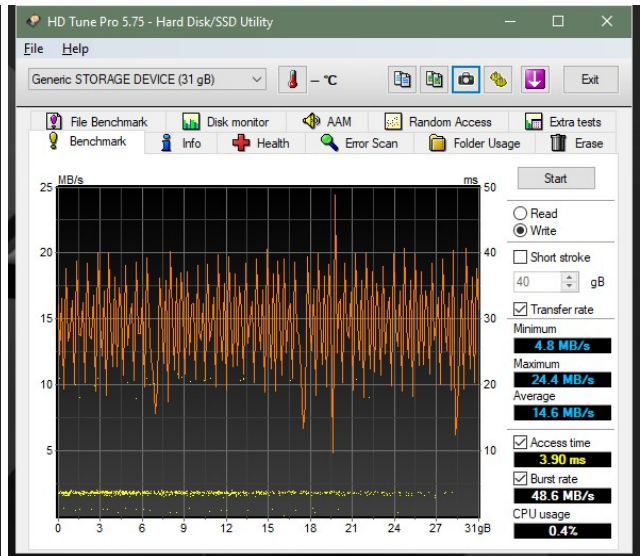 HD Tune Pro 5.75 - Hard Disk/SSD Utility
File Help
Generic STORAGE DEVICE (31 gB) – °C Exit
File Benchmark Disk monitor AAM Random Access Extra tests
Benchmark Info Health Error Scan Folder Usage Erase
MB/s ms
25 50
20 40
15 30
10 20
5 10
0 3 6 9 12 15 18 21 24 27 31gB
Start
Read
Write
Short stroke
40 gB
Transfer rate
Minimum
4.8 MB/s
Maximum
24.4 MB/s
Average
14.6 MB/s
Access time
3.90 ms
Burst rate
48.6 MB/s
CPU usage
0.4%